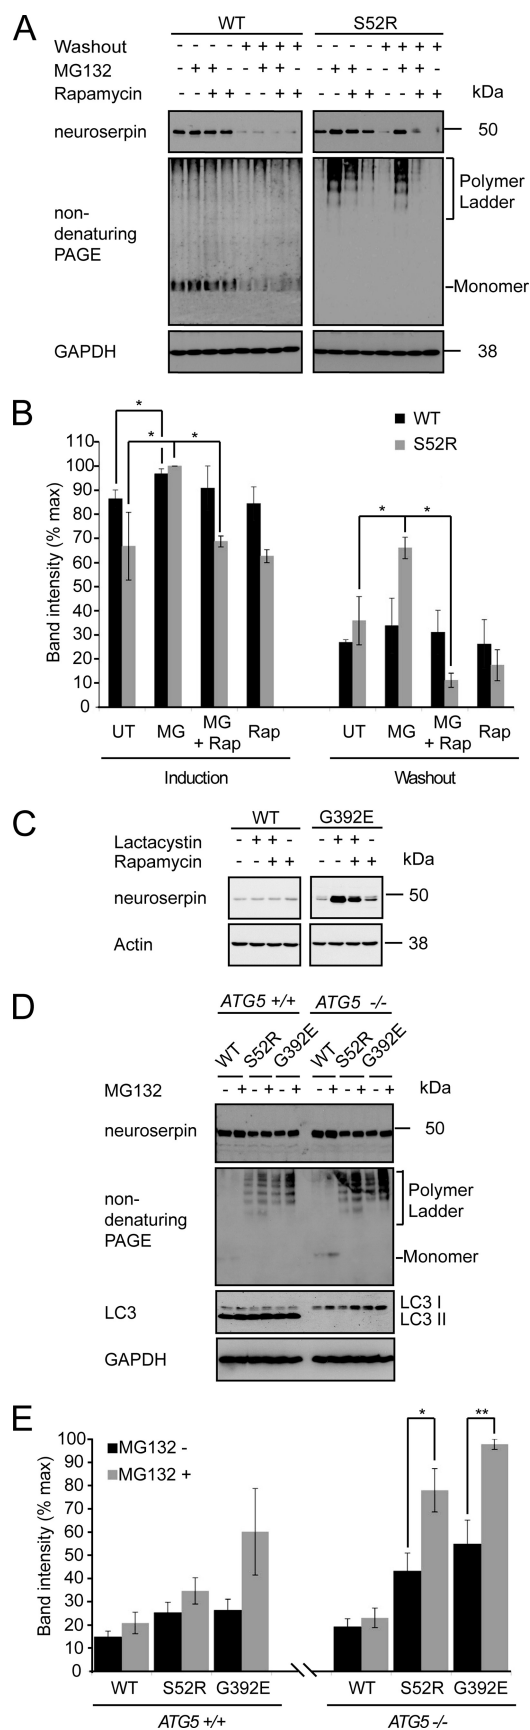 A
WT S52R
Washout - - - - + + + + - - - - + + + +
MG132 - + + - - + + - - + + - - + + -
Rapamycin - - + + - - + + - - + + - - + + kDa
neuroserpin 50
non-
denaturing
PAGE
Polymer
Ladder
Monomer
GAPDH 38
B
WT
S52R
Band intensity (% max)
110
100
90
80
70
60
50
40
30
20
10
0
* * * * *
UT MG MG + Rap Rap UT MG MG + Rap Rap
Induction Washout
C
WT G392E
Lactacystin - + + - - + + -
Rapamycin - - + + - - + + kDa
neuroserpin 50
Actin 38
D
ATG5 +/+ ATG5 -/-
WT S52R G392E WT S52R G392E
MG132 - + - + - + - + - + - + kDa
neuroserpin 50
non-
denaturing
PAGE
Polymer
Ladder
Monomer
LC3
LC3 I
LC3 II
GAPDH
E
MG132 -
MG132 +
Band intensity (% max)
100
90
80
70
60
50
40
30
20
10
0
* **
WT S52R G392E WT S52R G392E
ATG5 +/+ ATG5 -/-